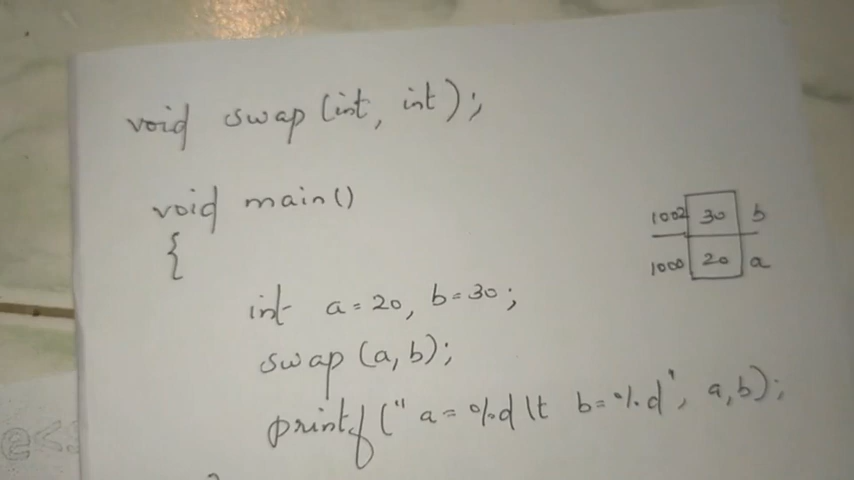 void swap (int, int);
void main()
{
1002 30 b
1000 20 a
int a=20, b=30;
swap (a,b);
printf (" a= %d \t b= %d", a,b);